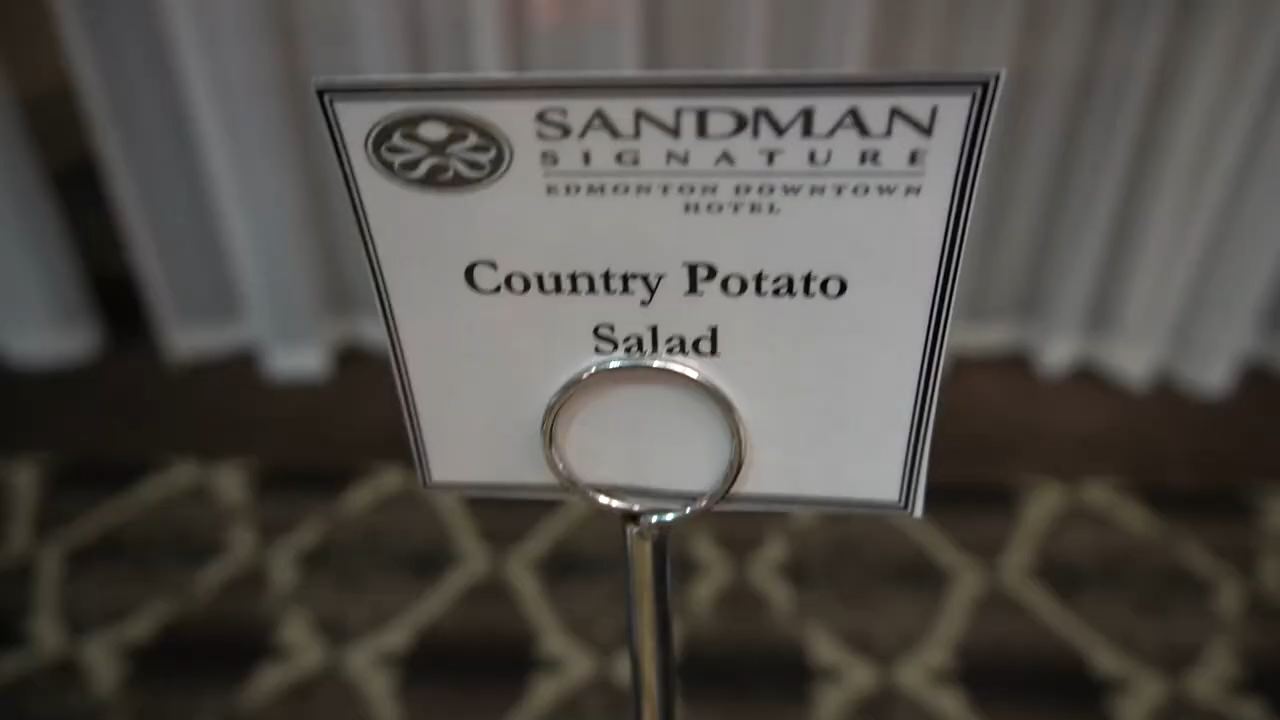 SANDMAN
SIGNATURE
EDMONTON DOWNTOWN
HOTEL
Country Potato
Salad